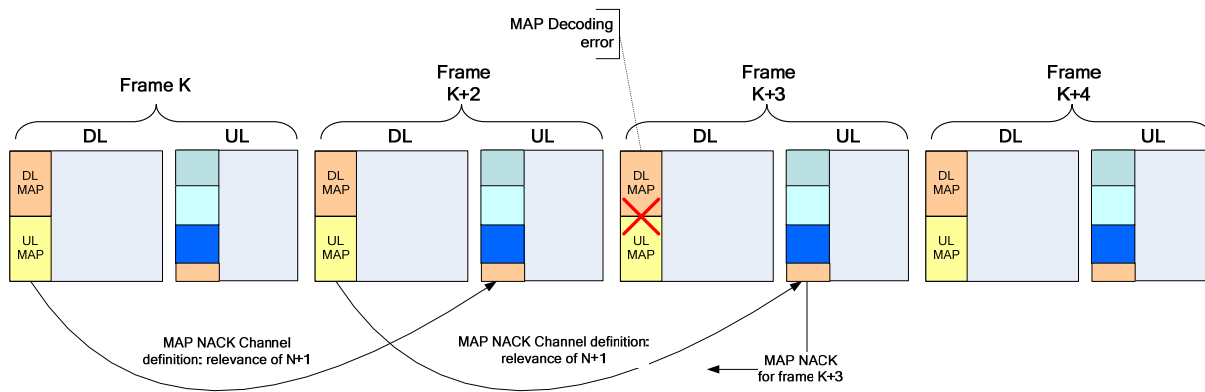 MAP Decoding
error
Frame K
Frame
K+2
Frame
K+3
Frame
K+4
DL
UL
DL
UL
DL
UL
DL
UL
DL
MAP
DL
MAP
DL
MAP
DL
MAP
UL
MAP
UL
MAP
UL
MAP
UL
MAP
MAP NACK Channel
definition: relevance of N+1
MAP NACK Channel definition:
relevance of N+1
MAP NACK
for frame K+3